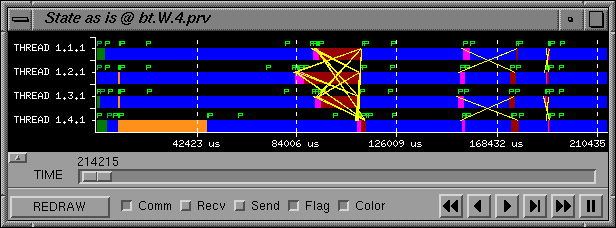 State as is @ bt.W.4.prv
THREAD 1.1.1
THREAD 1.2.1
THREAD 1.3.1
THREAD 1.4.1
42423 us 84006 us 126009 us 168432 us 210435
214215
TIME
REDRAW Comm Recv Send Flag Color